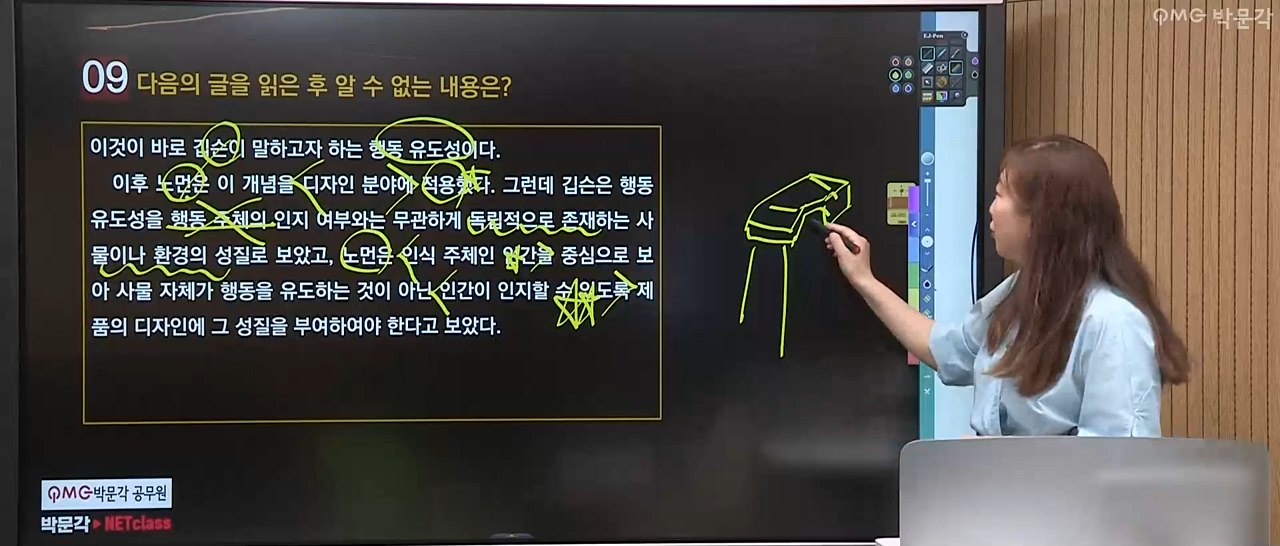 QMG 박문각
EJ-Pen
09 다음의 글을 읽은 후 알 수 없는 내용은?
이것이 바로 깁슨이 말하고자 하는 행동 유도성이다.
이후 노먼은 이 개념을 디자인 분야에 적용했다. 그런데 깁슨은 행동
유도성을 행동 주체의 인지 여부와는 무관하게 독립적으로 존재하는 사
물이나 환경의 성질로 보았고, 노먼은 인식 주체인 인간을 중심으로 보
아 사물 자체가 행동을 유도하는 것이 아닌 인간이 인지할 수 있도록 제
품의 디자인에 그 성질을 부여하여야 한다고 보았다.
QMG박문각 공무원
박문각 NETclass